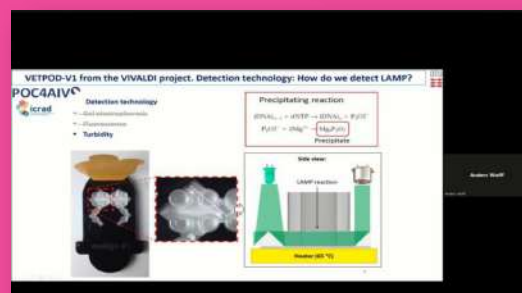 VETPOD-V1 from the VIVALDI project. Detection technology: How do we detect LAMP?
POC4AIV
icrad
Detection technology
• Gel electrophoresis
• Fluorescence
• Turbidity
Precipitating reaction
Precipitate
Side view:
LAMP reaction
Heater (65 °C)
Anders Wolff